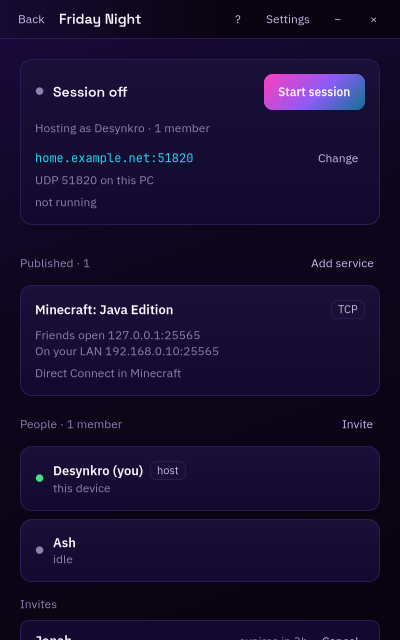 Back Friday Night ? Settings – ×
Session off Start session
Hosting as Desynkro · 1 member
home.example.net:51820 Change
UDP 51820 on this PC
not running
Published · 1 Add service
Minecraft: Java Edition TCP
Friends open 127.0.0.1:25565
On your LAN 192.168.0.10:25565
Direct Connect in Minecraft
People · 1 member Invite
Desynkro (you) host
this device
Ash
idle
Invites